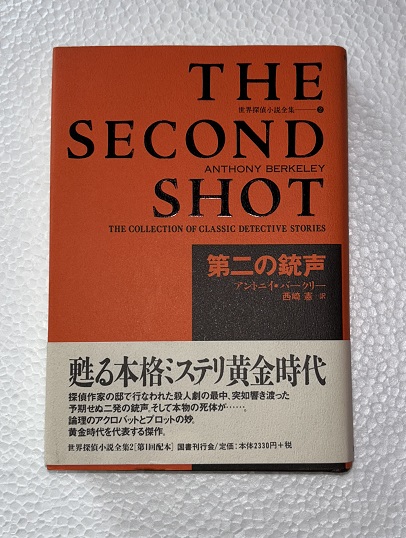 THE
世界探偵小説全集——2
SECOND
ANTHONY BERKELEY
SHOT
THE COLLECTION OF CLASSIC DETECTIVE STORIES
第二の銃声
アントニイ・バークリー
西崎 憲 訳
甦る本格ミステリ黄金時代
探偵作家の邸で行なわれた殺人劇の最中、突如響き渡った
予期せぬ二発の銃声。そして本物の死体が……。
論理のアクロバットとプロットの妙。
黄金時代を代表する傑作。
世界探偵小説全集2[第1回配本] 国書刊行会/定価:本体2330円+税